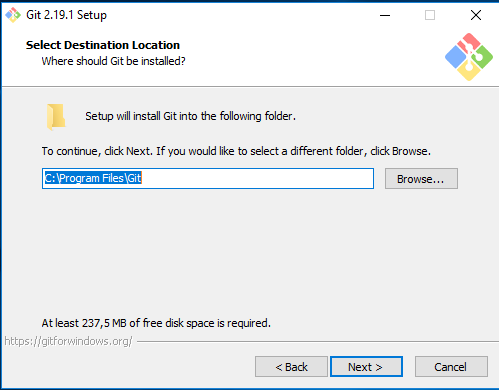 Git 2.19.1 Setup
Select Destination Location
Where should Git be installed?
Setup will install Git into the following folder.
To continue, click Next. If you would like to select a different folder, click Browse.
C:\Program Files\Git
Browse...
At least 237,5 MB of free disk space is required.
https://gitforwindows.org/
< Back
Next >
Cancel